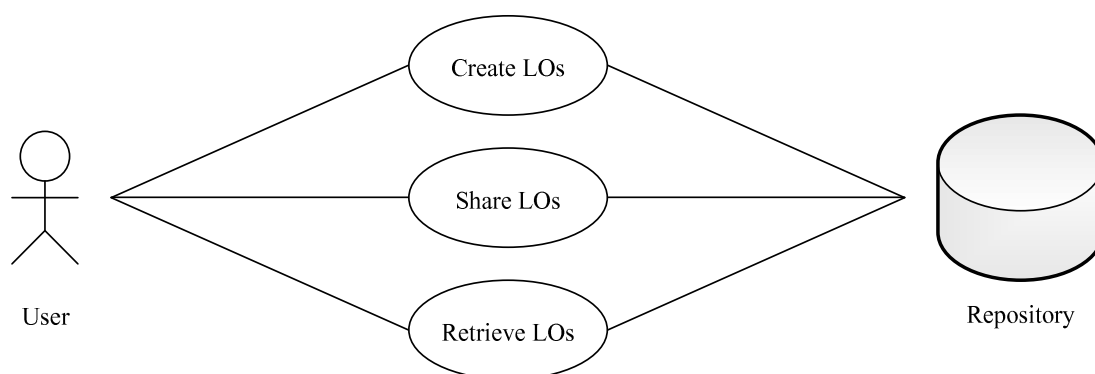 Create LOs
Share LOs
Retrieve LOs
User
Repository